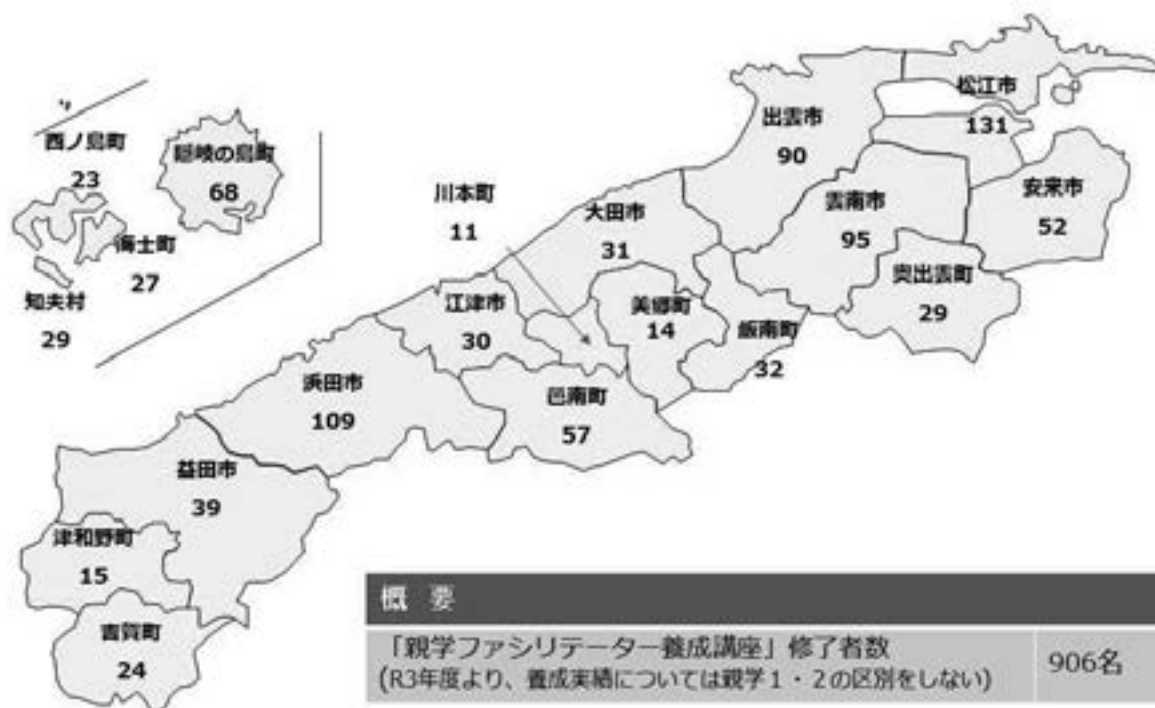 松江市
131
出雲市
90
安来市
52
雲南市
95
奥出雲町
29
西ノ島町
23
隠岐の島町
68
海士町
27
知夫村
29
川本町
11
大田市
31
美郷町
14
飯南町
32
江津市
30
邑南町
57
浜田市
109
益田市
39
津和野町
15
吉賀町
24
概 要
「親学ファシリテーター養成講座」修了者数
(R3年度より、養成実績については親学1・2の区別をしない)
906名